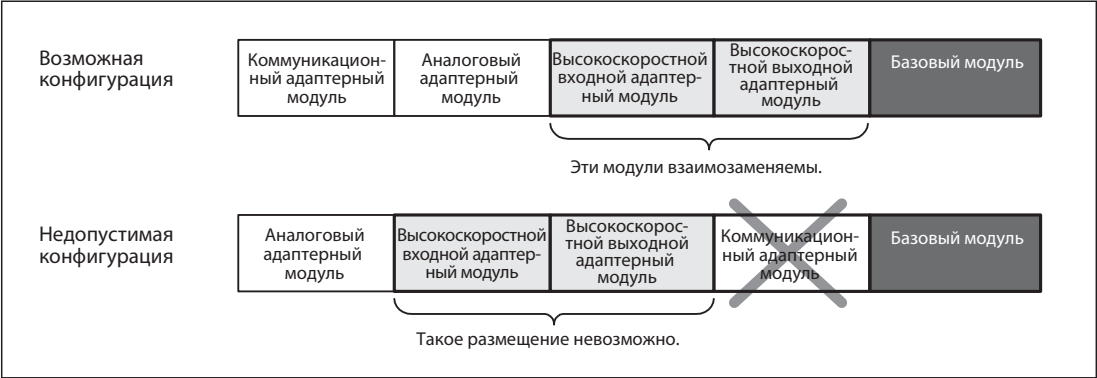 Возможная
конфигурация
Коммуникацион-
ный адаптерный
модуль
Аналоговый
адаптерный
модуль
Высокоскоростной
входной адаптер-
ный модуль
Высокоскорос-
тной выходной
адаптерный
модуль
Базовый модуль
Эти модули взаимозаменяемы.
Недопустимая
конфигурация
Аналоговый
адаптерный
модуль
Высокоскоростной
входной адаптер-
ный модуль
Высокоскорос-
тной выходной
адаптерный
модуль
Коммуникацион-
ный адаптерный
модуль
Базовый модуль
Такое размещение невозможно.